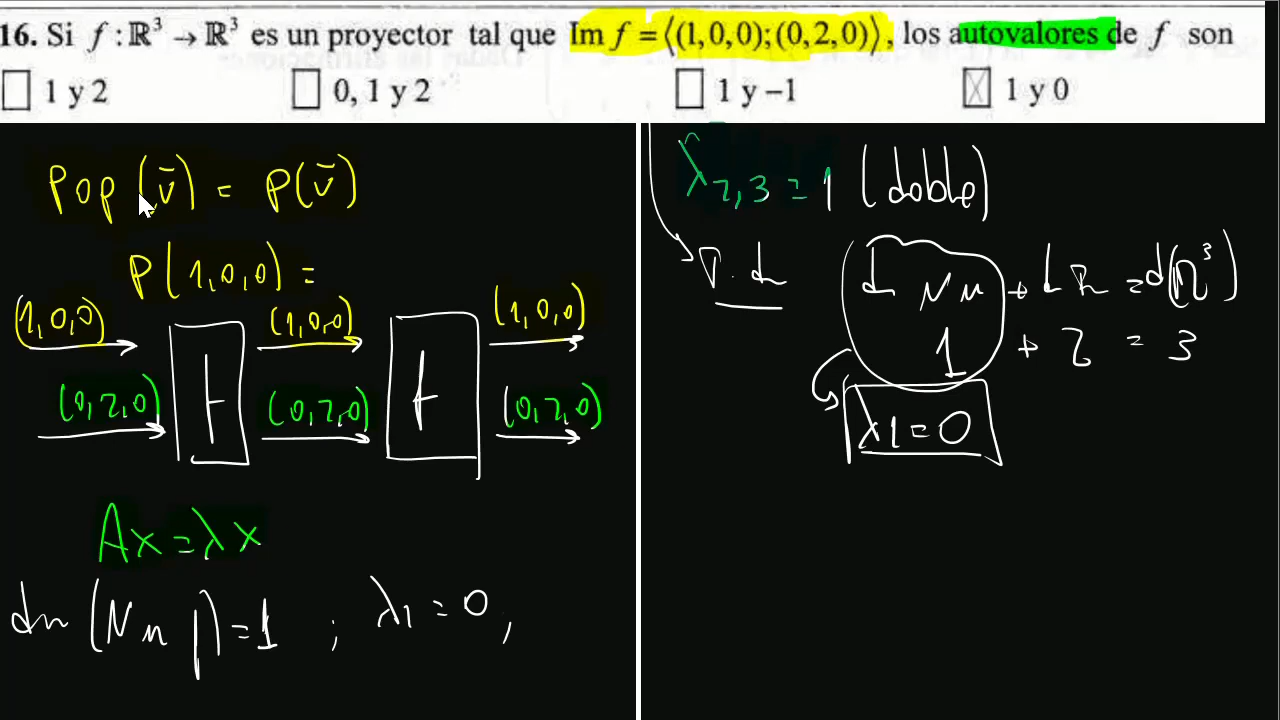 16. Si f : ℝ³ → ℝ³ es un proyector tal que Im f = ⟨(1,0,0);(0,2,0)⟩, los autovalores de f son
1 y 2 0, 1 y 2 1 y −1 1 y 0
pop(v̄) = p(v̄)
p(1,0,0) =
(1,0,0) (1,0,0) (1,0,0)
f f
(0,2,0) (0,2,0) (0,2,0)
Ax = λx
dim (Nu f) = 1 ; λ1 = 0,
λ2,3 = 1 (doble)
T. d
d Nu + d Im = d(ℝ³)
1 + 2 = 3
λ1 = 0